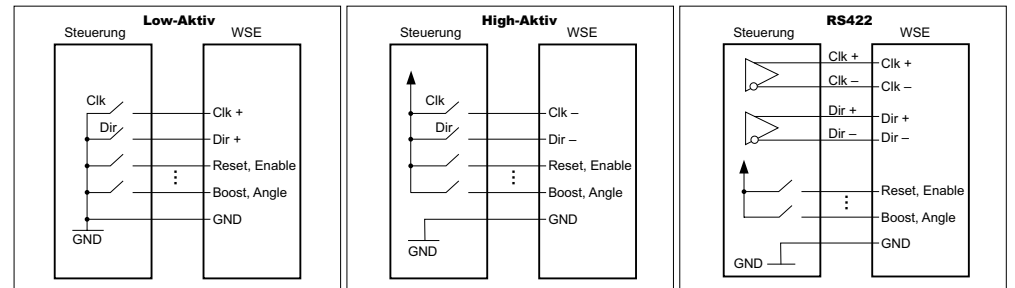 Low-Aktiv
Steuerung WSE
Clk
Clk +
Dir
Dir +
Reset, Enable
Boost, Angle
GND
GND
High-Aktiv
Steuerung WSE
Clk
Clk –
Dir
Dir –
Reset, Enable
Boost, Angle
GND
GND
RS422
Steuerung WSE
Clk +
Clk +
Clk –
Clk –
Dir +
Dir +
Dir –
Dir –
Reset, Enable
Boost, Angle
GND
GND